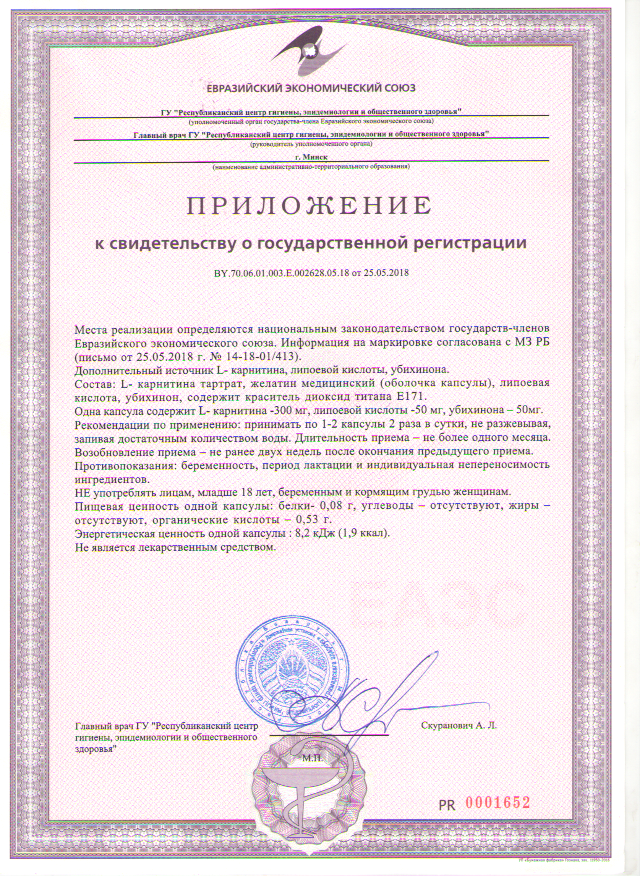 ЕВРАЗИЙСКИЙ ЭКОНОМИЧЕСКИЙ СОЮЗ
ГУ "Республиканский центр гигиены, эпидемиологии и общественного здоровья"
(уполномоченный орган государства-члена Евразийского экономического союза)
Главный врач ГУ "Республиканский центр гигиены, эпидемиологии и общественного здоровья"
(руководитель уполномоченного органа)
г. Минск
(наименование административно-территориального образования)
ПРИЛОЖЕНИЕ
к свидетельству о государственной регистрации
BY.70.06.01.003.Е.002628.05.18 от 25.05.2018
Места реализации определяются национальным законодательством государств-членов
Евразийского экономического союза. Информация на маркировке согласована с МЗ РБ
(письмо от 25.05.2018 г. № 14-18-01/413).
Дополнительный источник L- карнитина, липоевой кислоты, убихинона.
Состав: L- карнитина тартрат, желатин медицинский (оболочка капсулы), липоевая
кислота, убихинон, содержит краситель диоксид титана Е171.
Одна капсула содержит L- карнитина -300 мг, липоевой кислоты -50 мг, убихинона – 50мг.
Рекомендации по применению: принимать по 1-2 капсулы 2 раза в сутки, не разжевывая,
запивая достаточным количеством воды. Длительность приема – не более одного месяца.
Возобновление приема – не ранее двух недель после окончания предыдущего приема.
Противопоказания: беременность, период лактации и индивидуальная непереносимость
ингредиентов.
НЕ употреблять лицам, младше 18 лет, беременным и кормящим грудью женщинам.
Пищевая ценность одной капсулы: белки- 0,08 г, углеводы – отсутствуют, жиры –
отсутствуют, органические кислоты – 0,53 г.
Энергетическая ценность одной капсулы : 8,2 кДж (1,9 ккал).
Не является лекарственным средством.
Главный врач ГУ "Республиканский центр
гигиены, эпидемиологии и общественного
здоровья"
Скуранович А. Л.
М.П.
PR 0001652